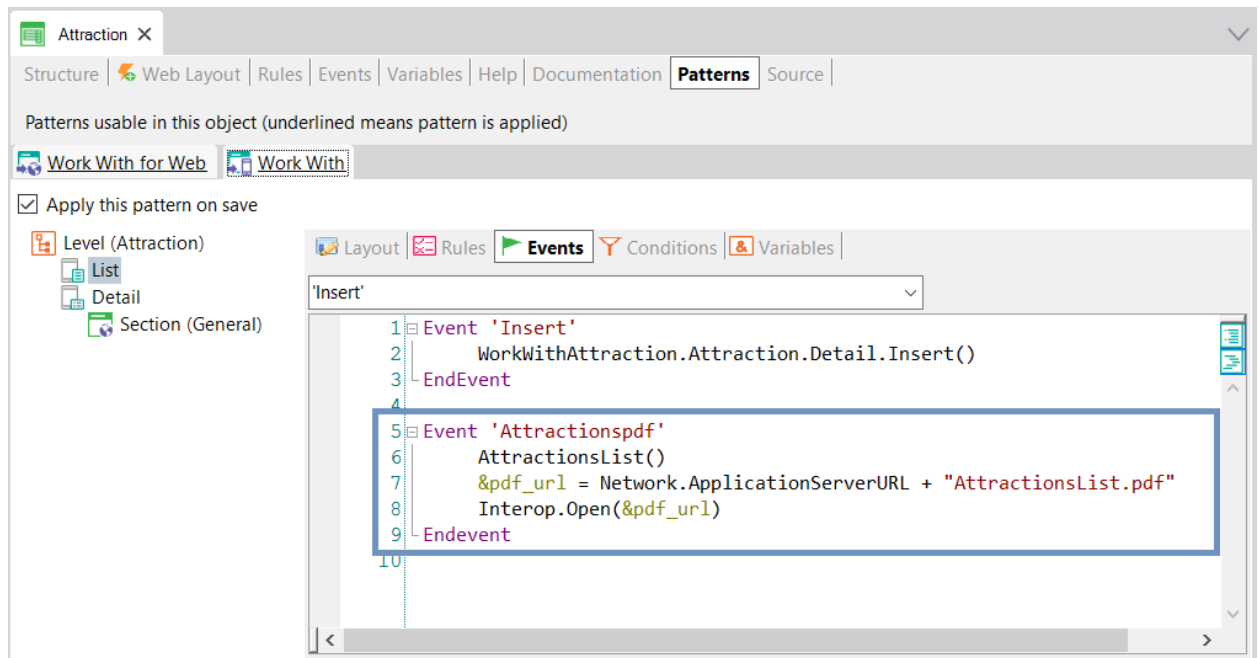 Attraction
Structure Web Layout Rules Events Variables Help Documentation Patterns Source
Patterns usable in this object (underlined means pattern is applied)
Work With for Web Work With
Apply this pattern on save
Level (Attraction)
List
Detail
Section (General)
Layout Rules Events Conditions & Variables
'Insert'
1 Event 'Insert'
2 WorkWithAttraction.Attraction.Detail.Insert()
3 EndEvent
4
5 Event 'Attractionspdf'
6 AttractionsList()
7 &pdf_url = Network.ApplicationServerURL + "AttractionsList.pdf"
8 Interop.Open(&pdf_url)
9 Endevent
10